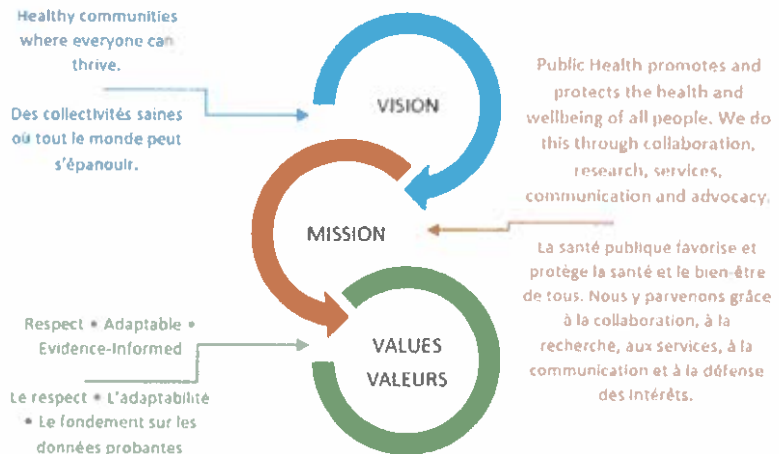 Healthy communities
where everyone can
thrive.
Des collectivités saines
où tout le monde peut
s'épanouir.
VISION
Public Health promotes and
protects the health and
wellbeing of all people. We do
this through collaboration,
research, services,
communication and advocacy.
MISSION
La santé publique favorise et
protège la santé et le bien-être
de tous. Nous y parvenons grâce
à la collaboration, à la
recherche, aux services, à la
communication et à la défense
des intérêts.
Respect • Adaptable •
Evidence-Informed
Le respect • L'adaptabilité
• Le fondement sur les
données probantes
VALUES
VALEURS